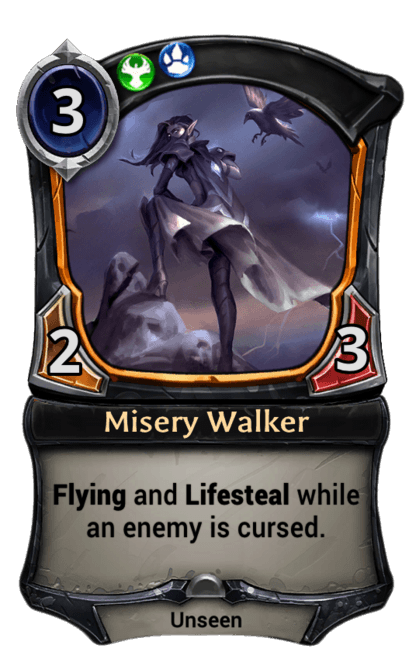 3
2
3
Misery Walker
Flying and Lifesteal while
an enemy is cursed.
Unseen